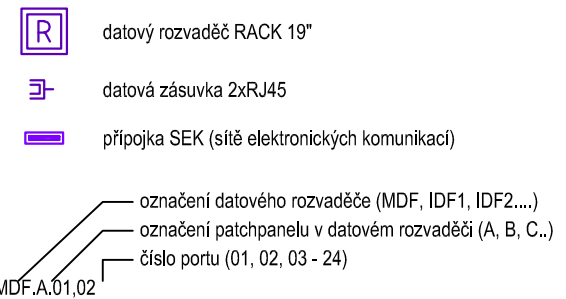 R
datový rozvaděč RACK 19"
datová zásuvka 2xRJ45
přípojka SEK (sítě elektronických komunikací)
označení datového rozvaděče (MDF, IDF1, IDF2....)
označení patchpanelu v datovém rozvaděči (A, B, C..)
číslo portu (01, 02, 03 - 24)
MDF.A.01,02